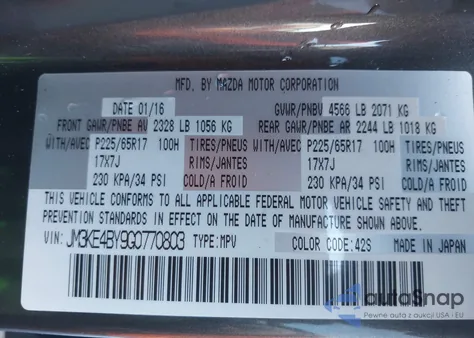 MFD. BY MAZDA MOTOR CORPORATION
DATE 01/16 GVWR/PNBV 4566 LB 2071 KG
FRONT GAWR/PNBE AV 2328 LB 1056 KG REAR GAWR/PNBE AR 2244 LB 1018 KG
WITH/AVEC P225/65R17 100H TIRES/PNEUS WITH/AVEC P225/65R17 100H TIRES/PNEUS
17X7J RIMS/JANTES 17X7J RIMS/JANTES
230 KPA/34 PSI COLD/A FROID 230 KPA/34 PSI COLD/A FROID
THIS VEHICLE CONFORMS TO ALL APPLICABLE FEDERAL MOTOR VEHICLE SAFETY AND THEFT
PREVENTION STANDARDS IN EFFECT ON THE DATE OF MANUFACTURE SHOWN ABOVE.
VIN: JM3KE4BY9G0770803 TYPE: MPV COLOR CODE: 42S MADE IN JAPAN
autoSnap
Pewne auta z aukcji USA i EU